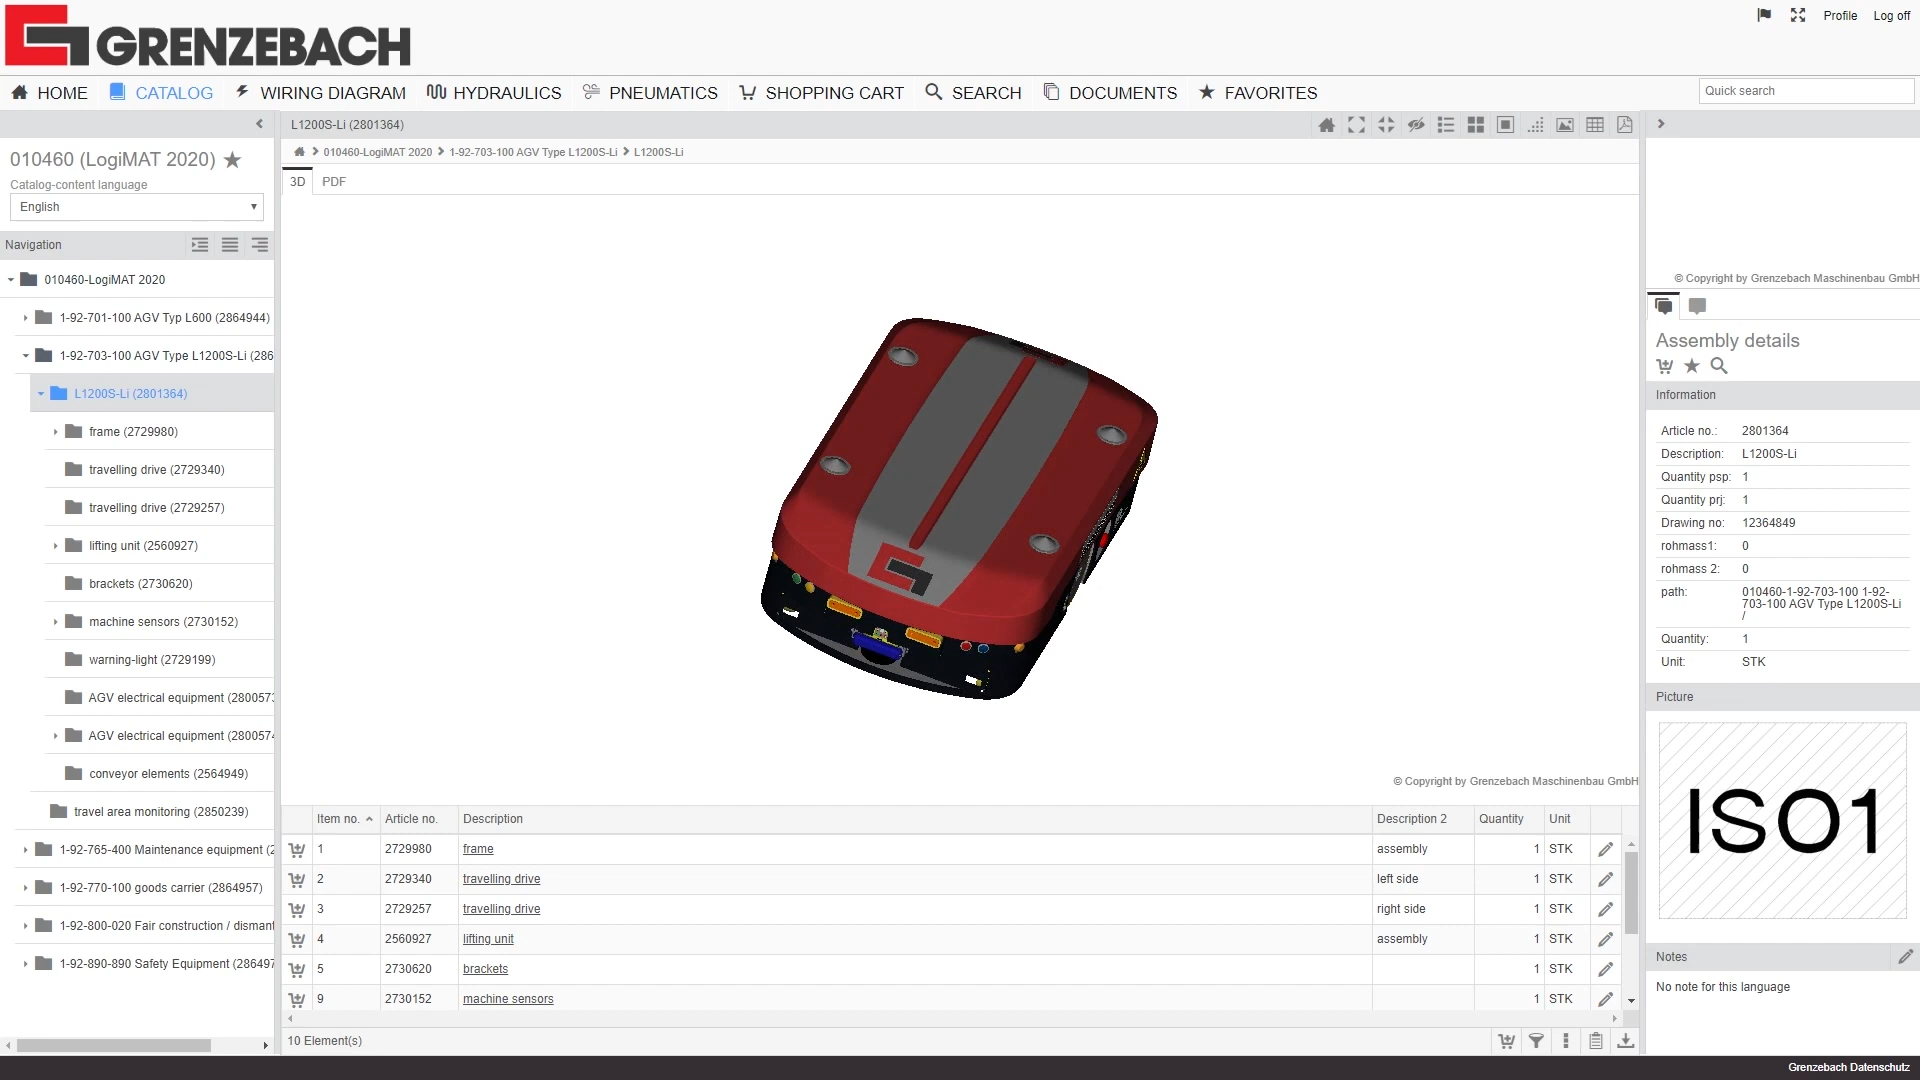 GRENZEBACH
Profile Log off
HOME CATALOG WIRING DIAGRAM HYDRAULICS PNEUMATICS SHOPPING CART SEARCH DOCUMENTS FAVORITES Quick search
010460 (LogiMAT 2020)
Catalog-content language
English
Navigation
010460-LogiMAT 2020
1-92-701-100 AGV Typ L600 (2864944)
1-92-703-100 AGV Type L1200S-Li (286
L1200S-Li (2801364)
frame (2729980)
travelling drive (2729340)
travelling drive (2729257)
lifting unit (2560927)
brackets (2730620)
machine sensors (2730152)
warning-light (2729199)
AGV electrical equipment (2800573
AGV electrical equipment (2800574
conveyor elements (2564949)
travel area monitoring (2850239)
1-92-765-400 Maintenance equipment (2
1-92-770-100 goods carrier (2864957)
1-92-800-020 Fair construction / disman
1-92-890-890 Safety Equipment (286497
L1200S-Li (2801364)
010460-LogiMAT 2020 1-92-703-100 AGV Type L1200S-Li L1200S-Li
3D PDF
© Copyright by Grenzebach Maschinenbau GmbH
Item no. Article no. Description Description 2 Quantity Unit
1 2729980 frame assembly 1 STK
2 2729340 travelling drive left side 1 STK
3 2729257 travelling drive right side 1 STK
4 2560927 lifting unit assembly 1 STK
5 2730620 brackets 1 STK
9 2730152 machine sensors 1 STK
10 Element(s)
© Copyright by Grenzebach Maschinenbau GmbH
Assembly details
Information
Article no.: 2801364
Description: L1200S-Li
Quantity psp: 1
Quantity prj: 1
Drawing no: 12364849
rohmass1: 0
rohmass 2: 0
path: 010460-1-92-703-100 1-92-
703-100 AGV Type L1200S-Li
/
Quantity: 1
Unit: STK
Picture
ISO1
Notes
No note for this language
Grenzebach Datenschutz